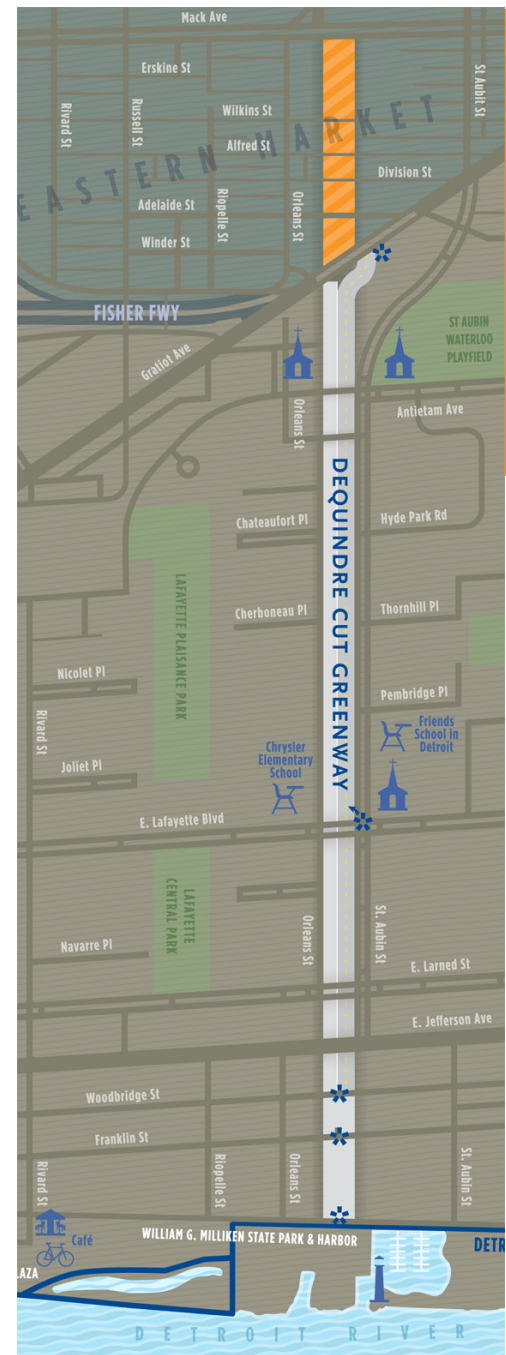 Mack Ave
Erskine St
St Aubit St
Rivard St
Russell St
Wilkins St
EASTERN MARKET
Alfred St
Division St
Riopelle St
Orleans St
Adelaide St
Winder St
FISHER FWY
ST AUBIN
WATERLOO
PLAYFIELD
Gratiot Ave
Orleans St
Antietam Ave
DEQUINDRE CUT GREENWAY
Chateaufort Pl
Hyde Park Rd
LAFAYETTE PLAISANCE PARK
Cherboneau Pl
Thornhill Pl
Nicolet Pl
Pembridge Pl
Rivard St
Friends
School in
Detroit
Chrysler
Elementary
School
Joliet Pl
E. Lafayette Blvd
LAFAYETTE
CENTRAL PARK
Orleans St
St. Aubin St
Navarre Pl
E. Larned St
E. Jefferson Ave
Woodbridge St
Franklin St
Rivard St
Riopelle St
Orleans St
St. Aubin St
Café
WILLIAM G. MILLIKEN STATE PARK & HARBOR
DETR
LAZA
DETROIT RIVER